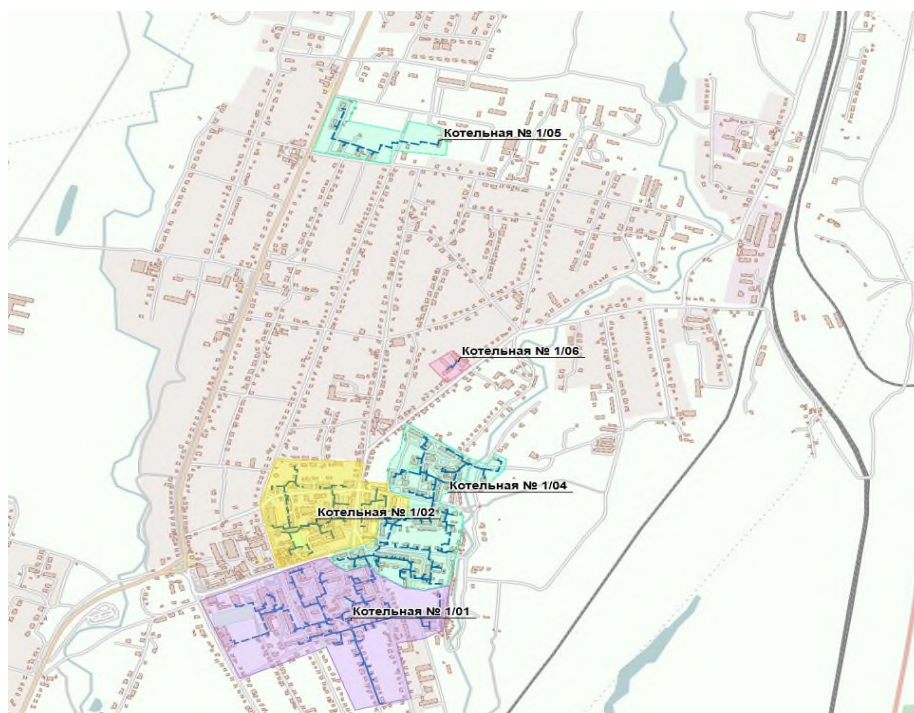 Котельная № 1/05
Котельная № 1/06
Котельная № 1/04
Котельная № 1/02
Котельная № 1/01